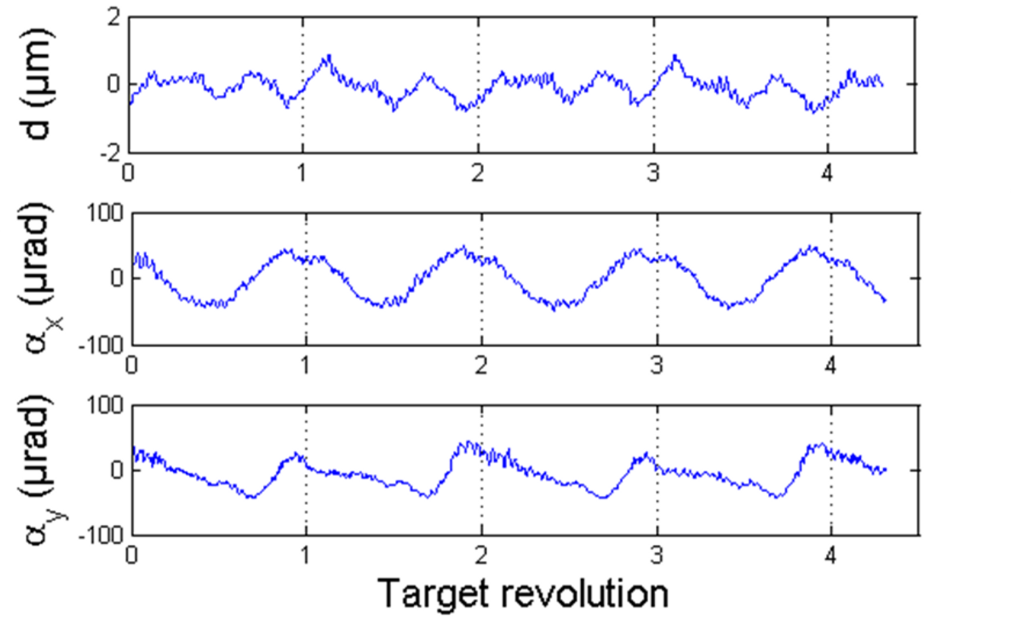 d (μm)
2
0
-2
0 1 2 3 4
αx (μrad)
100
0
-100
0 1 2 3 4
αy (μrad)
100
0
-100
0 1 2 3 4
Target revolution